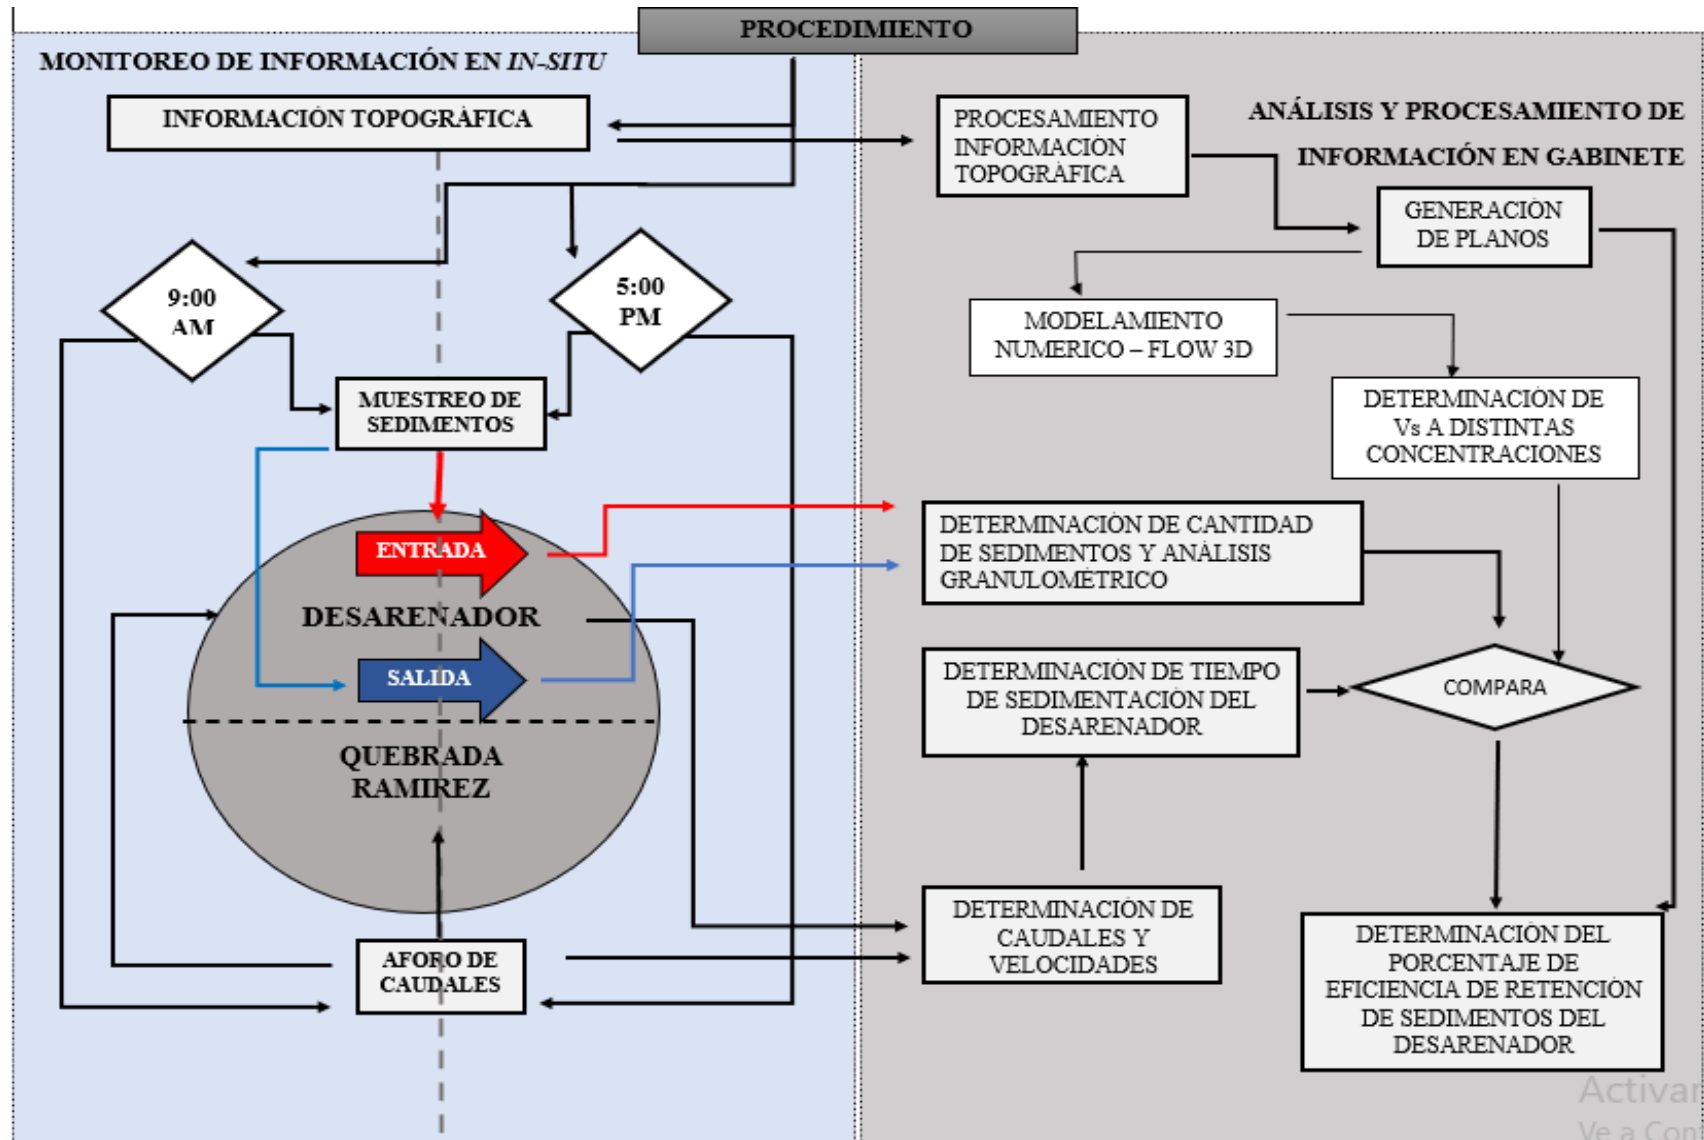 PROCEDIMIENTO
MONITOREO DE INFORMACIÓN EN IN-SITU
INFORMACIÓN TOPOGRÁFICA
9:00
AM
5:00
PM
MUESTREO DE
SEDIMENTOS
ENTRADA
DESARENADOR
SALIDA
QUEBRADA
RAMIREZ
AFORO DE
CAUDALES
ANÁLISIS Y PROCESAMIENTO DE
INFORMACIÓN EN GABINETE
PROCESAMIENTO
INFORMACIÓN
TOPOGRÁFICA
GENERACIÓN
DE PLANOS
MODELAMIENTO
NUMERICO – FLOW 3D
DETERMINACIÓN DE
Vs A DISTINTAS
CONCENTRACIONES
DETERMINACIÓN DE CANTIDAD
DE SEDIMENTOS Y ANÁLISIS
GRANULOMÉTRICO
DETERMINACIÓN DE TIEMPO
DE SEDIMENTACIÓN DEL
DESARENADOR
COMPARA
DETERMINACIÓN DE
CAUDALES Y
VELOCIDADES
DETERMINACIÓN DEL
PORCENTAJE DE
EFICIENCIA DE RETENCIÓN
DE SEDIMENTOS DEL
DESARENADOR
Activar
Ve a Con